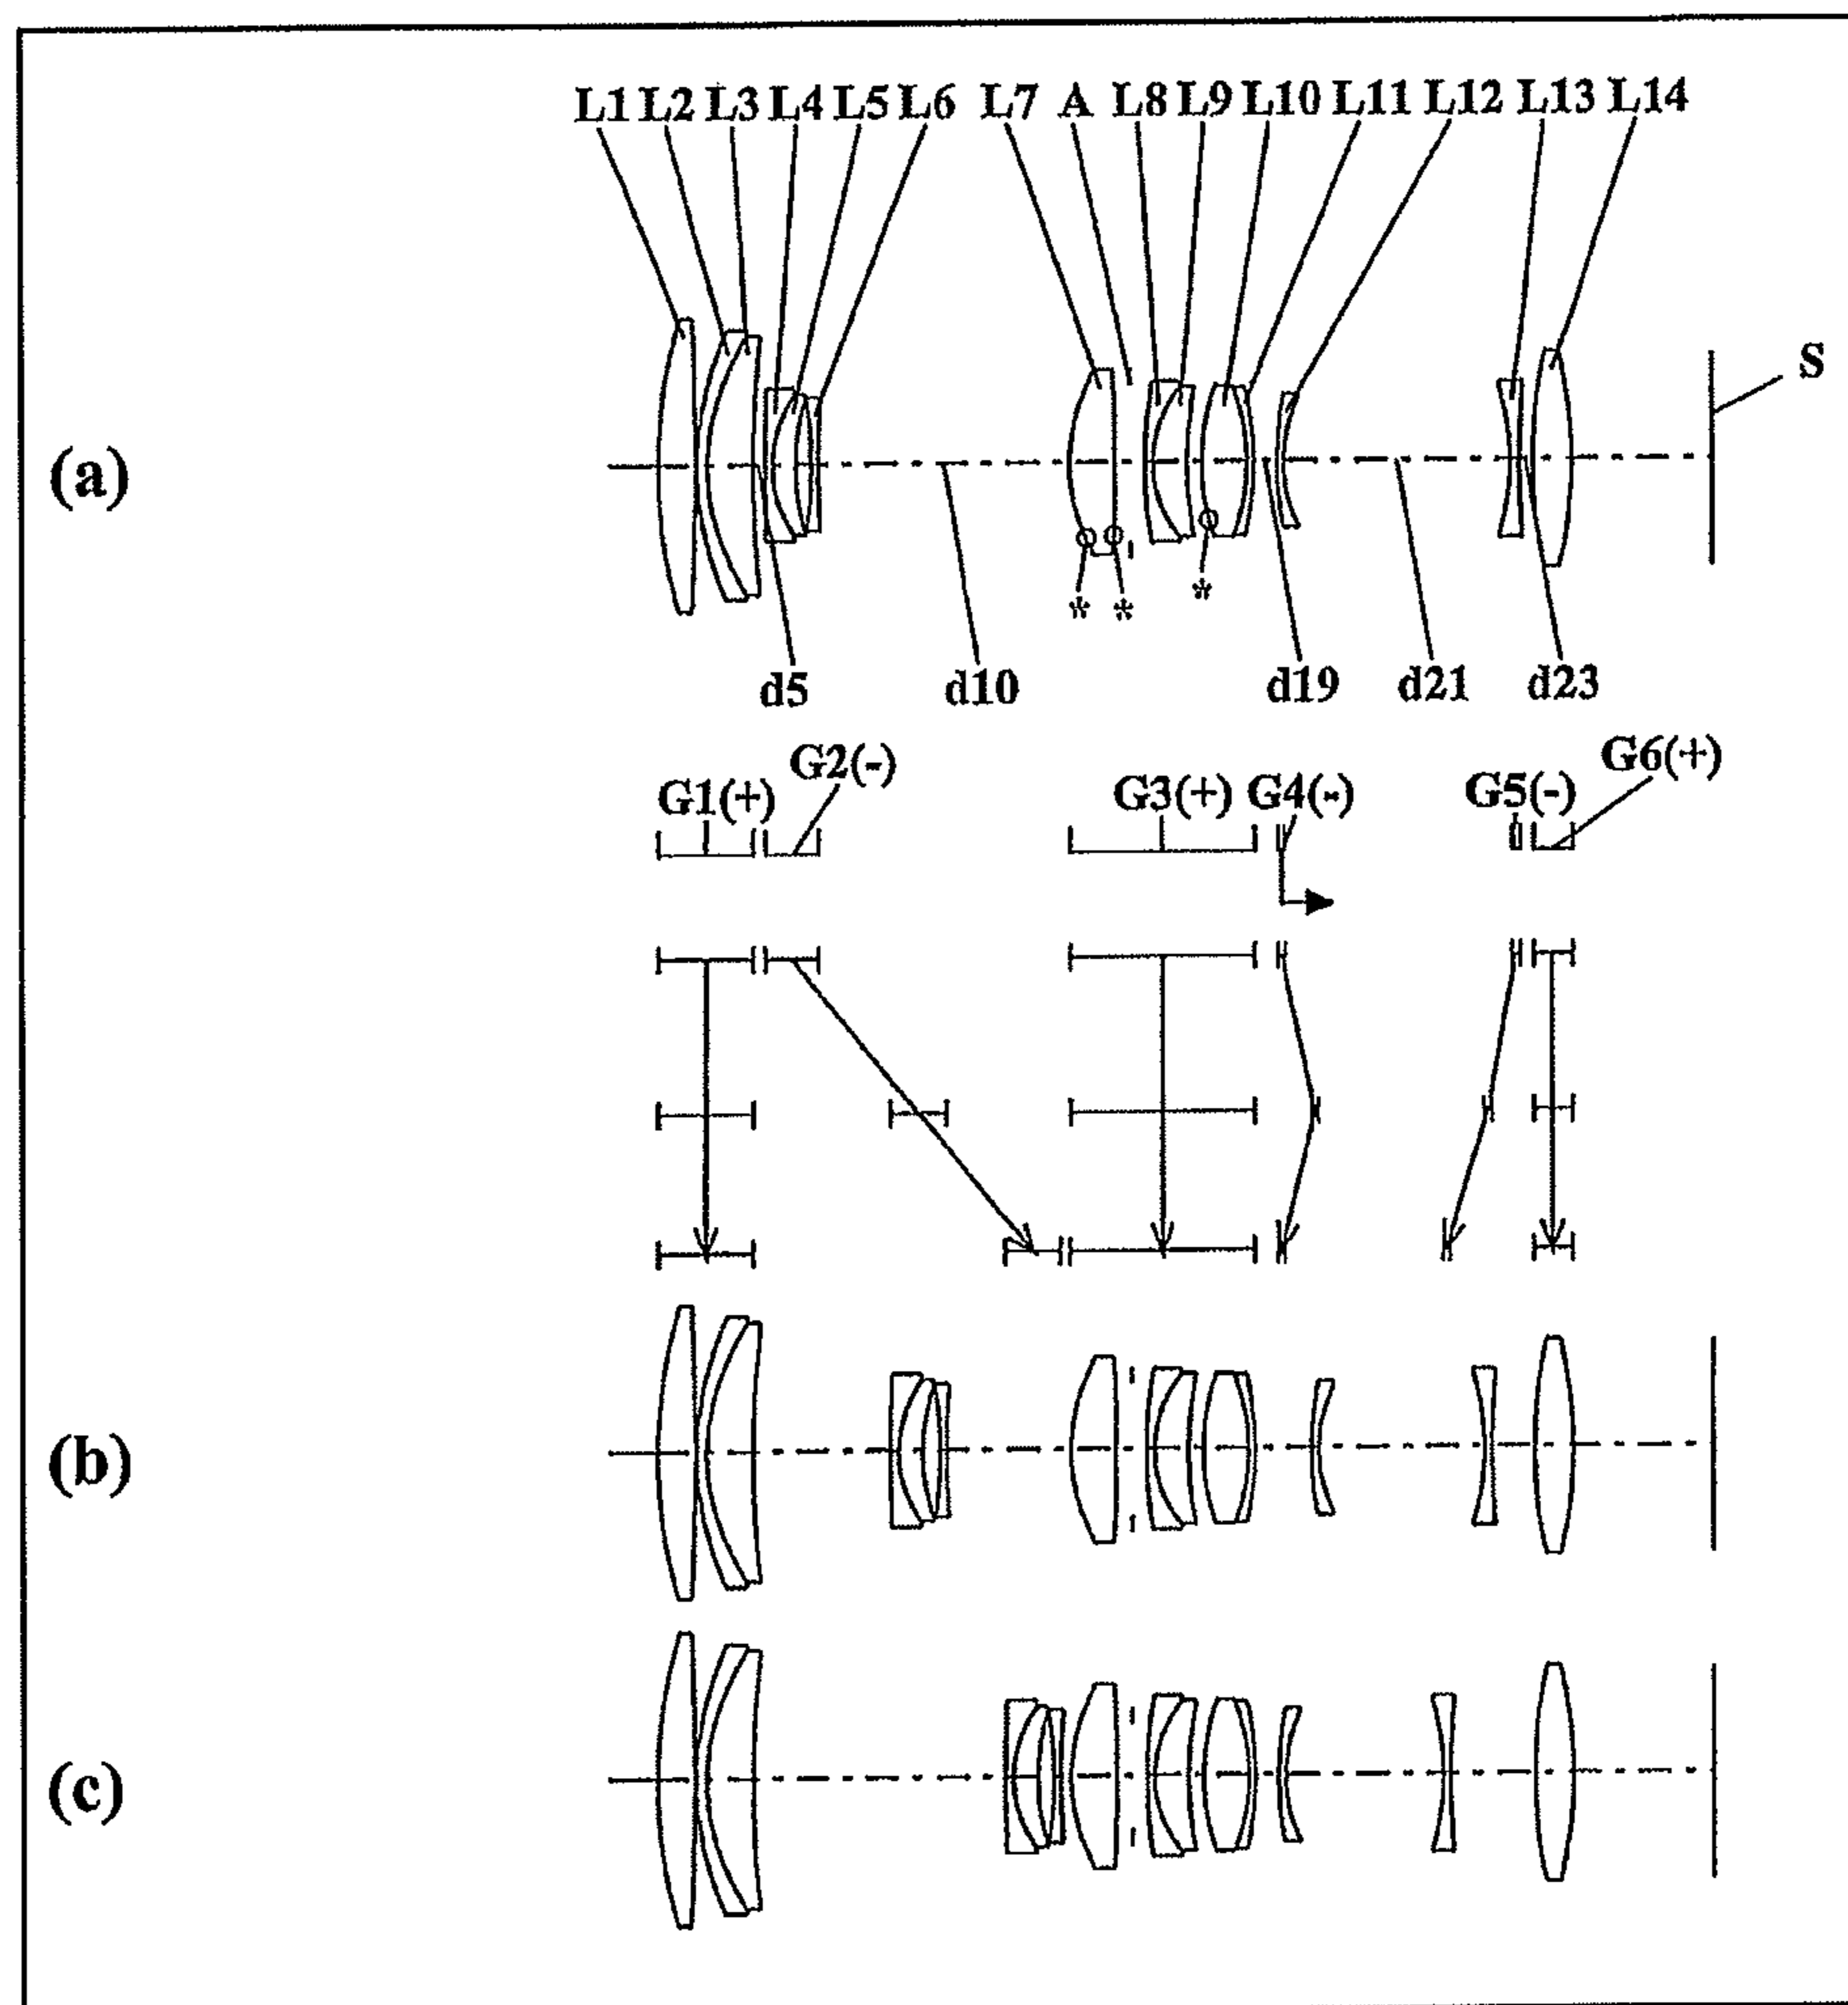 L1 L2 L3 L4 L5 L6 L7 A L8 L9 L10 L11 L12 L13 L14
S
(a)
* * *
d5 d10 d19 d21 d23
G1(+) G2(-) G3(+) G4(-) G5(-) G6(+)
(b)
(c)